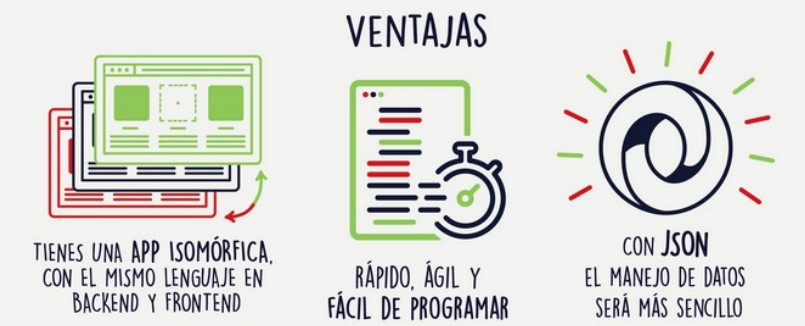 VENTAJAS
TIENES UNA APP ISOMÓRFICA,
CON EL MISMO LENGUAJE EN
BACKEND Y FRONTEND
RÁPIDO, ÁGIL Y
FÁCIL DE PROGRAMAR
CON JSON
EL MANEJO DE DATOS
SERÁ MÁS SENCILLO